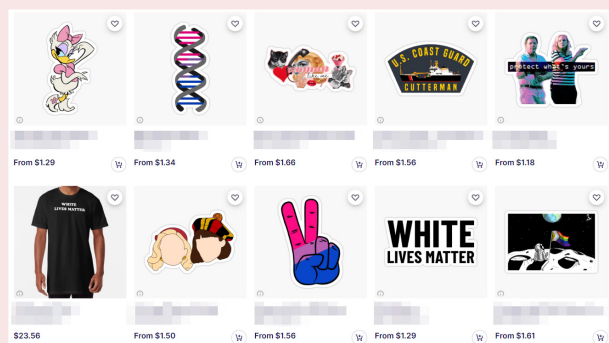 U.S. COAST GUARD
CUTTERMAN
protect what's yours
From $1.29
From $1.34
From $1.66
From $1.56
From $1.18
WHITE
LIVES MATTER
WHITE
LIVES MATTER
$23.56
From $1.50
From $1.56
From $1.29
From $1.61